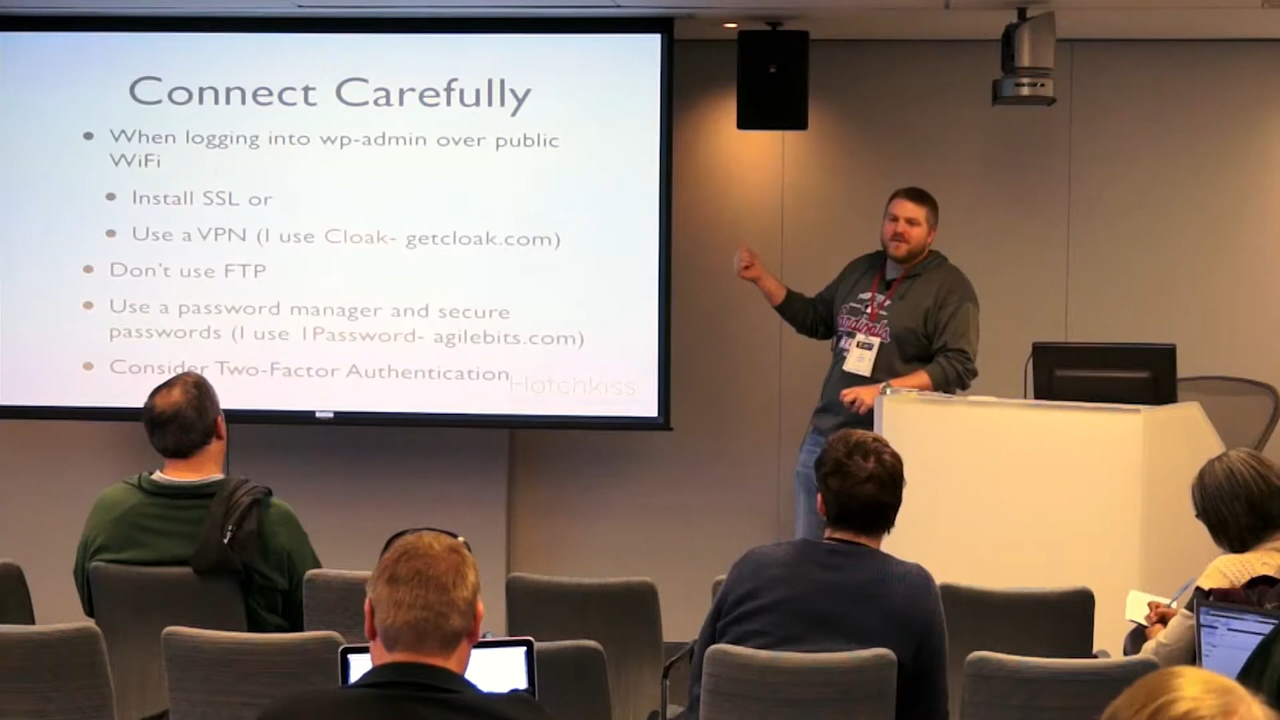 Connect Carefully
• When logging into wp-admin over public
WiFi
• Install SSL or
• Use a VPN (I use Cloak- getcloak.com)
• Don't use FTP
• Use a password manager and secure
passwords (I use 1Password- agilebits.com)
• Consider Two-Factor Authentication
Hotchkiss
Cardinals